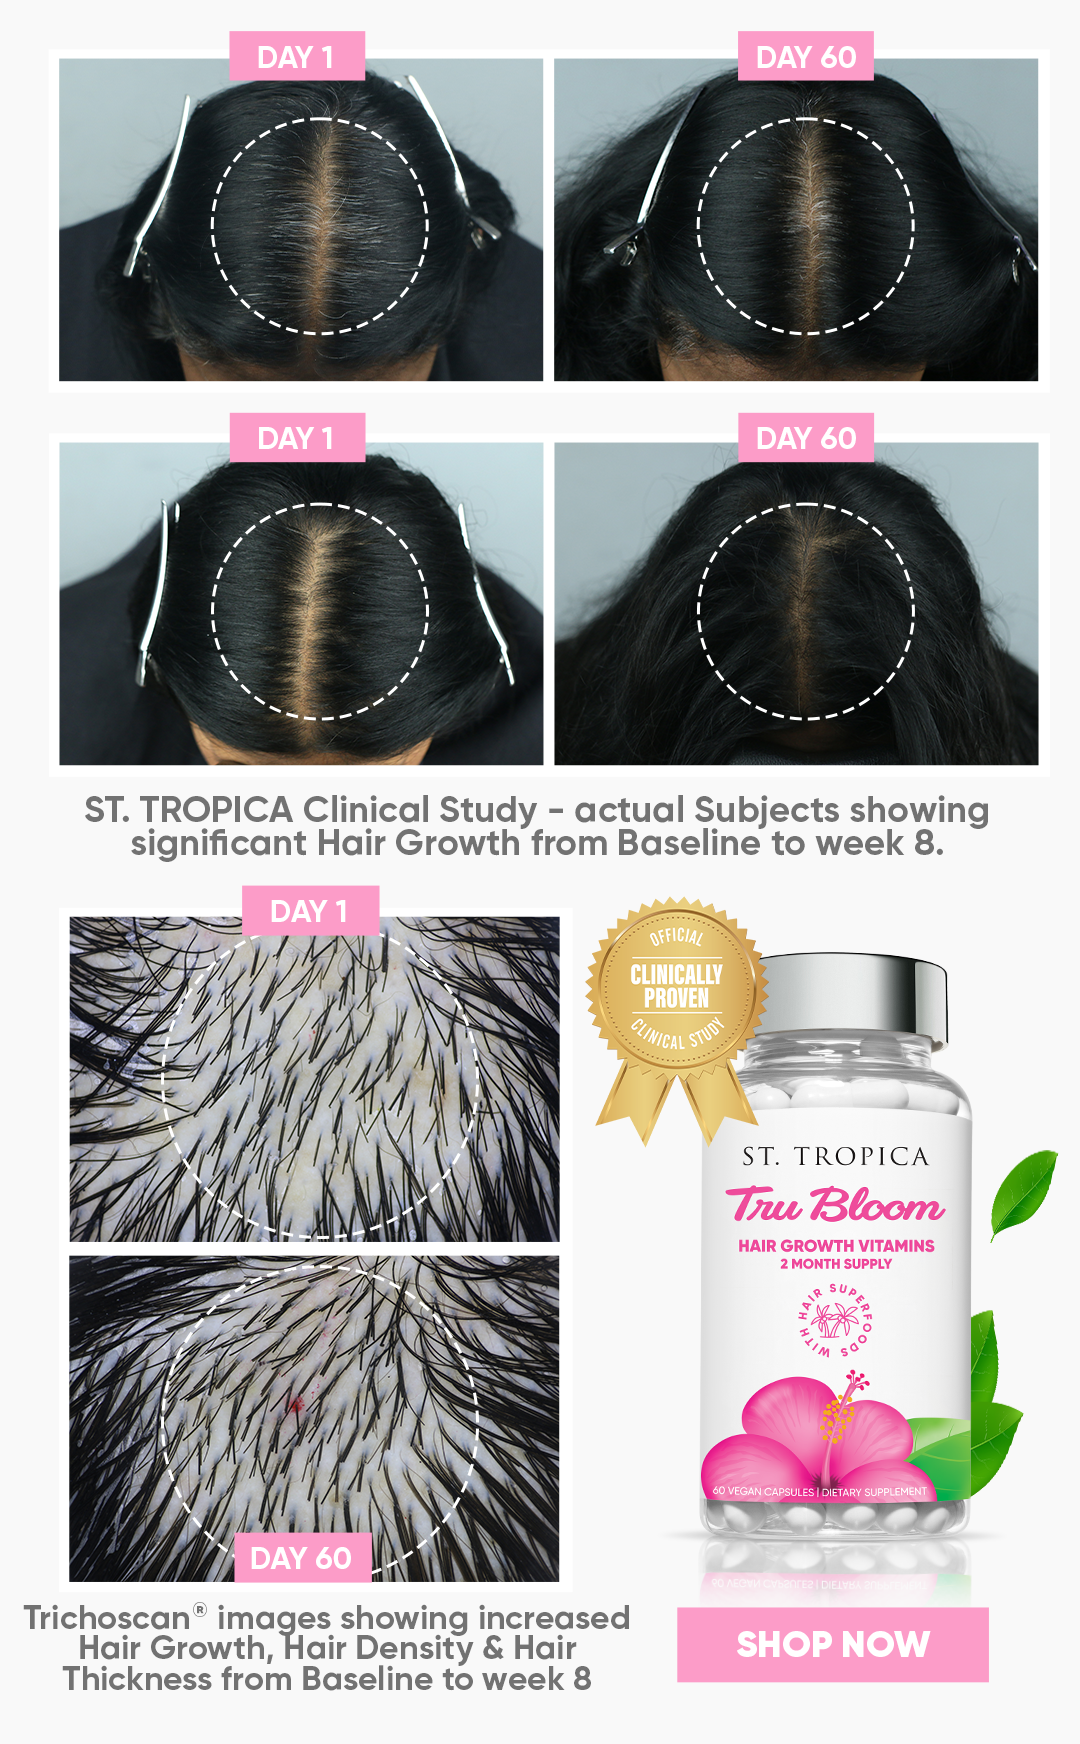 DAY 1
DAY 60
DAY 1
DAY 60
ST. TROPICA Clinical Study - actual Subjects showing
significant Hair Growth from Baseline to week 8.
DAY 1
DAY 60
Trichoscan® images showing increased
Hair Growth, Hair Density & Hair
Thickness from Baseline to week 8
OFFICIAL
CLINICALLY
PROVEN
CLINICAL STUDY
ST. TROPICA
Tru Bloom
HAIR GROWTH VITAMINS
2 MONTH SUPPLY
WITH HAIR SUPERFOODS
60 VEGAN CAPSULES | DIETARY SUPPLEMENT
SHOP NOW